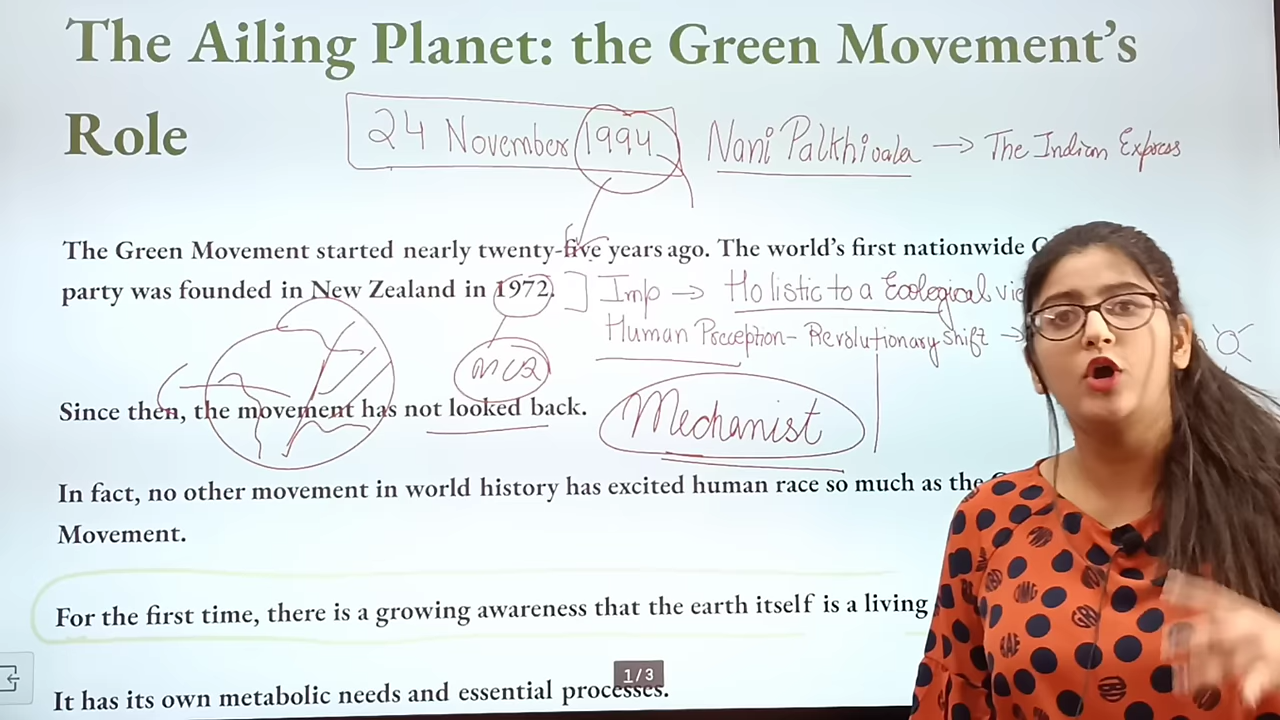 The Ailing Planet: the Green Movement's
Role
24 November 1994 Nani Palkhivala → The Indian Express
The Green Movement started nearly twenty-five years ago. The world's first nationwide G
party was founded in New Zealand in 1972. Imp → Holistic to a Ecological vie
Human Perception- Revolutionary shift →
MCQ
Since then, the movement has not looked back. Mechanist
In fact, no other movement in world history has excited human race so much as the G
Movement.
For the first time, there is a growing awareness that the earth itself is a living
It has its own metabolic needs and essential processes.
1/3
OMG
GRL
BAE